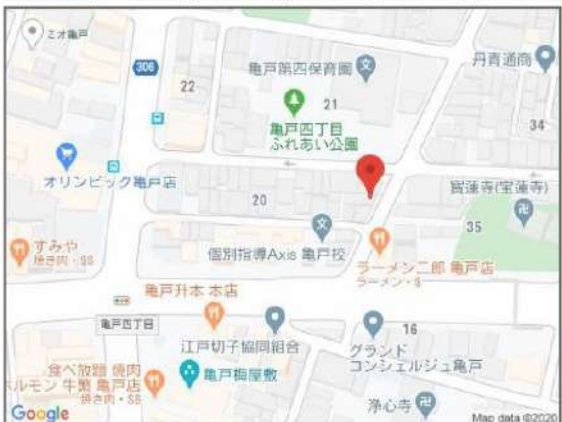 ミオ亀戸
306
亀戸第四保育園
丹青通商
22
21
亀戸四丁目
ふれあい公園
34
オリンピック亀戸店
20
寳蓮寺(宝蓮寺)
35
すみや
焼き肉・$$
個別指導Axis 亀戸校
ラーメン二郎 亀戸店
ラーメン・$
亀戸升本 本店
亀戸四丁目
16
江戸切子協同組合
グランド
コンシェルジュ亀戸
食べ放題 焼肉
ホルモン 牛繁 亀戸店
焼き肉・$$
亀戸梅屋敷
浄心寺
Google
Map data ©2020